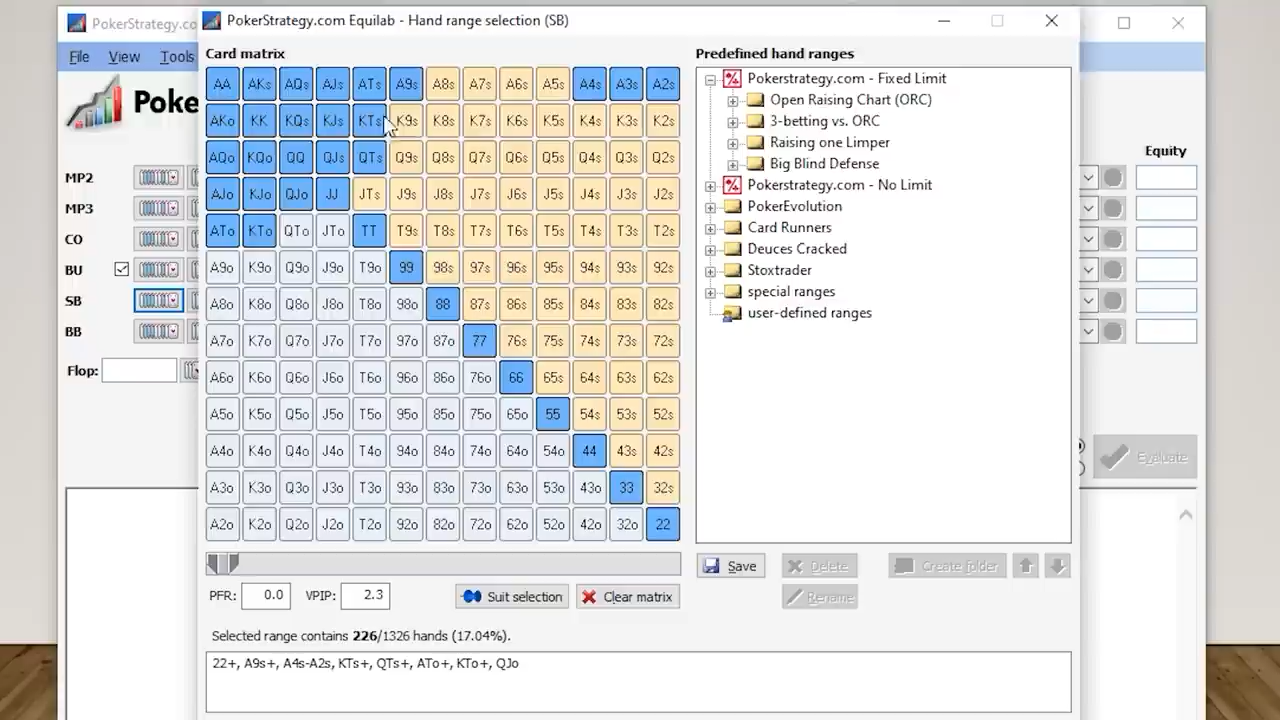 PokerStrategy.co
PokerStrategy.com Equilab - Hand range selection (SB)
File View Tools
Card matrix
Predefined hand ranges
Poke
AA AKs AQs AJs ATs A9s A8s A7s A6s A5s A4s A3s A2s
AKo KK KQs KJs KTs K9s K8s K7s K6s K5s K4s K3s K2s
AQo KQo QQ QJs QTs Q9s Q8s Q7s Q6s Q5s Q4s Q3s Q2s
AJo KJo QJo JJ JTs J9s J8s J7s J6s J5s J4s J3s J2s
ATo KTo QTo JTo TT T9s T8s T7s T6s T5s T4s T3s T2s
A9o K9o Q9o J9o T9o 99 98s 97s 96s 95s 94s 93s 92s
A8o K8o Q8o J8o T8o 98o 88 87s 86s 85s 84s 83s 82s
A7o K7o Q7o J7o T7o 97o 87o 77 76s 75s 74s 73s 72s
A6o K6o Q6o J6o T6o 96o 86o 76o 66 65s 64s 63s 62s
A5o K5o Q5o J5o T5o 95o 85o 75o 65o 55 54s 53s 52s
A4o K4o Q4o J4o T4o 94o 84o 74o 64o 54o 44 43s 42s
A3o K3o Q3o J3o T3o 93o 83o 73o 63o 53o 43o 33 32s
A2o K2o Q2o J2o T2o 92o 82o 72o 62o 52o 42o 32o 22
Pokerstrategy.com - Fixed Limit
Open Raising Chart (ORC)
3-betting vs. ORC
Raising one Limper
Big Blind Defense
Pokerstrategy.com - No Limit
PokerEvolution
Card Runners
Deuces Cracked
Stoxtrader
special ranges
user-defined ranges
Equity
MP2
MP3
CO
BU
SB
BB
Flop:
Evaluate
Save Delete Create folder
Rename
PFR: 0.0 VPIP: 2.3 Suit selection Clear matrix
Selected range contains 226/1326 hands (17.04%).
22+, A9s+, A4s-A2s, KTs+, QTs+, ATo+, KTo+, QJo